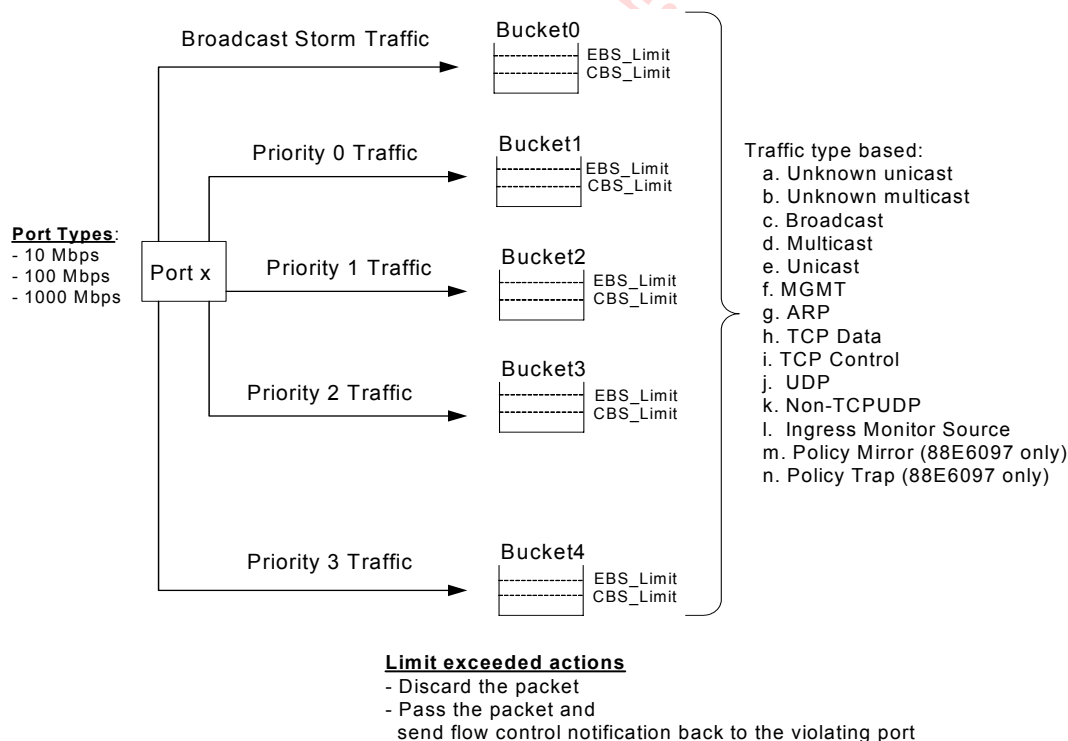 Broadcast Storm Traffic
Bucket0
EBS_Limit
CBS_Limit
Priority 0 Traffic
Bucket1
EBS_Limit
CBS_Limit
Port Types:
- 10 Mbps
- 100 Mbps
- 1000 Mbps
Port x
Priority 1 Traffic
Bucket2
EBS_Limit
CBS_Limit
Priority 2 Traffic
Bucket3
EBS_Limit
CBS_Limit
Priority 3 Traffic
Bucket4
EBS_Limit
CBS_Limit
Traffic type based:
a. Unknown unicast
b. Unknown multicast
c. Broadcast
d. Multicast
e. Unicast
f. MGMT
g. ARP
h. TCP Data
i. TCP Control
j. UDP
k. Non-TCPUDP
l. Ingress Monitor Source
m. Policy Mirror (88E6097 only)
n. Policy Trap (88E6097 only)
Limit exceeded actions
- Discard the packet
- Pass the packet and
send flow control notification back to the violating port